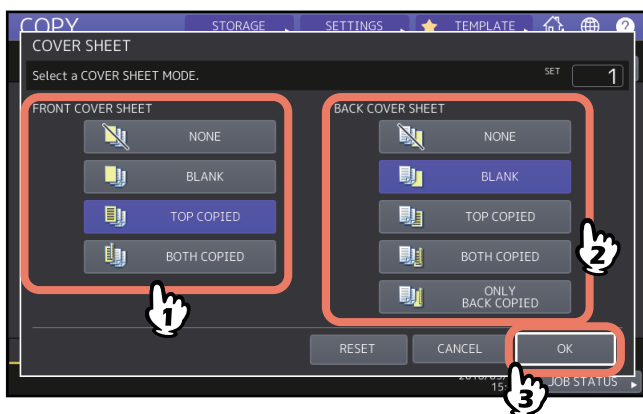 COPY STORAGE SETTINGS TEMPLATE ?
COVER SHEET
Select a COVER SHEET MODE.
SET 1
FRONT COVER SHEET
NONE
BLANK
TOP COPIED
BOTH COPIED
1
BACK COVER SHEET
NONE
BLANK
TOP COPIED
BOTH COPIED
ONLY
BACK COPIED
2
RESET CANCEL OK
3
JOB STATUS